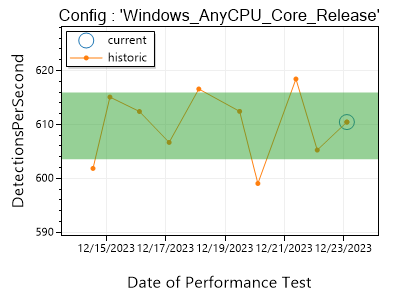 Config : 'Windows_AnyCPU_Core_Release'
current
historic
DetectionsPerSecond
620
610
600
590
12/15/2023 12/17/2023 12/19/2023 12/21/2023 12/23/2023
Date of Performance Test